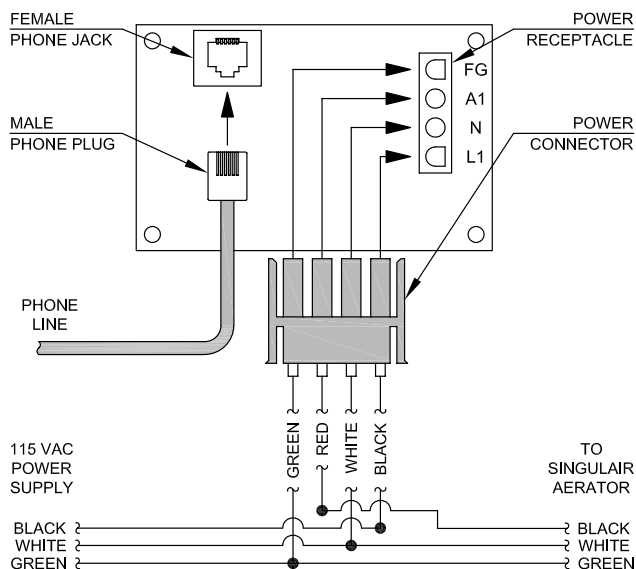 FEMALE
PHONE JACK
POWER
RECEPTACLE
FG
A1
N
L1
MALE
PHONE PLUG
POWER
CONNECTOR
PHONE
LINE
GREEN
RED
WHITE
BLACK
115 VAC
POWER
SUPPLY
TO
SINGULAIR
AERATOR
BLACK
WHITE
GREEN
BLACK
WHITE
GREEN